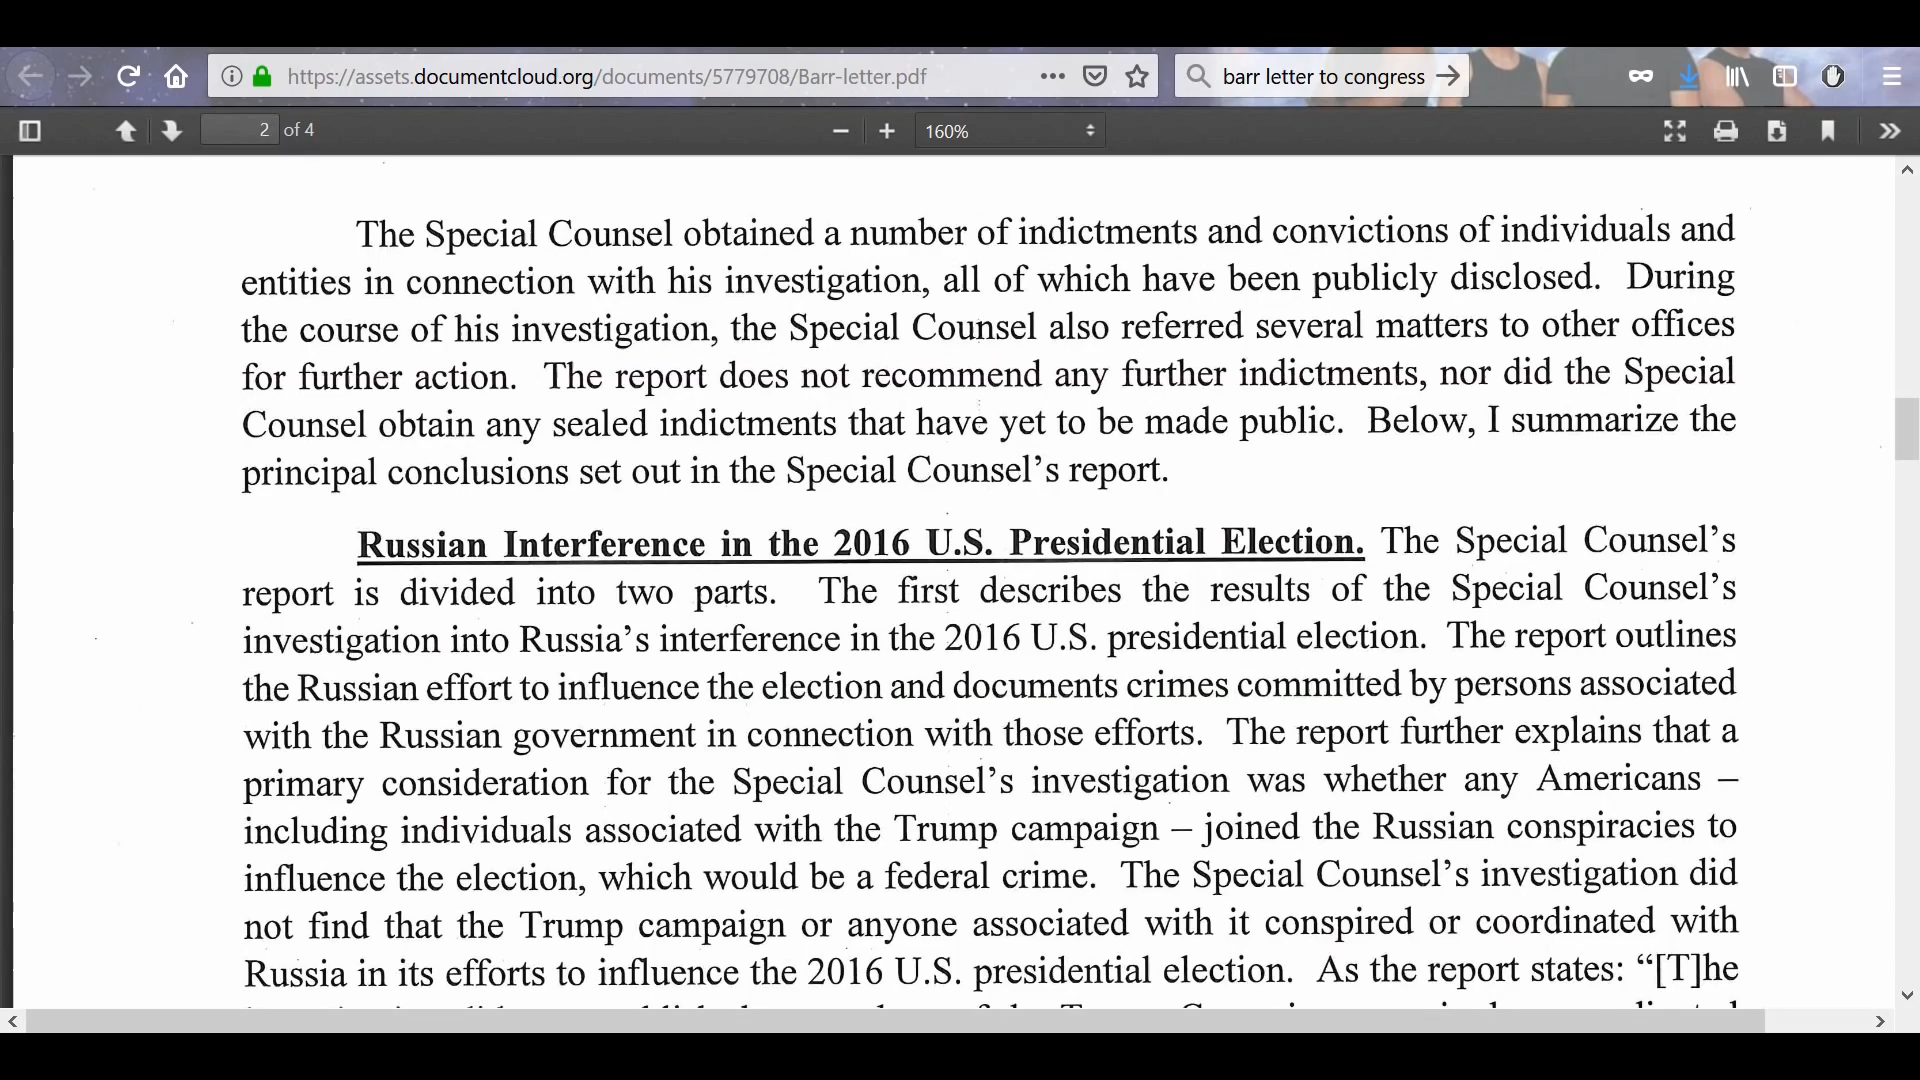 https://assets.documentcloud.org/documents/5779708/Barr-letter.pdf
barr letter to congress
2 of 4
160%
The Special Counsel obtained a number of indictments and convictions of individuals and
entities in connection with his investigation, all of which have been publicly disclosed. During
the course of his investigation, the Special Counsel also referred several matters to other offices
for further action. The report does not recommend any further indictments, nor did the Special
Counsel obtain any sealed indictments that have yet to be made public. Below, I summarize the
principal conclusions set out in the Special Counsel’s report.
Russian Interference in the 2016 U.S. Presidential Election. The Special Counsel’s
report is divided into two parts. The first describes the results of the Special Counsel’s
investigation into Russia’s interference in the 2016 U.S. presidential election. The report outlines
the Russian effort to influence the election and documents crimes committed by persons associated
with the Russian government in connection with those efforts. The report further explains that a
primary consideration for the Special Counsel’s investigation was whether any Americans –
including individuals associated with the Trump campaign – joined the Russian conspiracies to
influence the election, which would be a federal crime. The Special Counsel’s investigation did
not find that the Trump campaign or anyone associated with it conspired or coordinated with
Russia in its efforts to influence the 2016 U.S. presidential election. As the report states: “[T]he